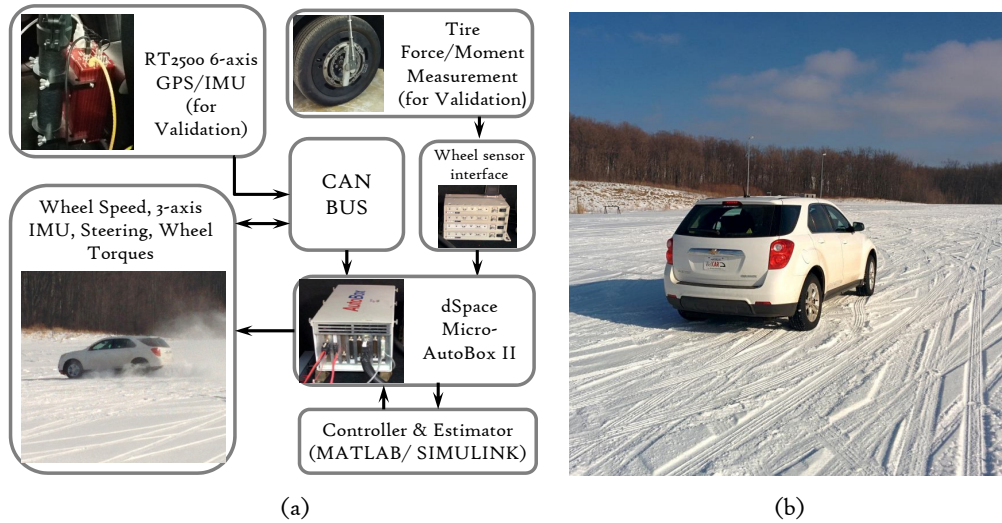 RT2500 6-axis
GPS/IMU
(for
Validation)
Tire
Force/Moment
Measurement
(for Validation)
CAN
BUS
Wheel sensor
interface
Wheel Speed, 3-axis
IMU, Steering, Wheel
Torques
AutoBox
dSpace
Micro-
AutoBox II
Controller & Estimator
(MATLAB/ SIMULINK)
(a)
(b)